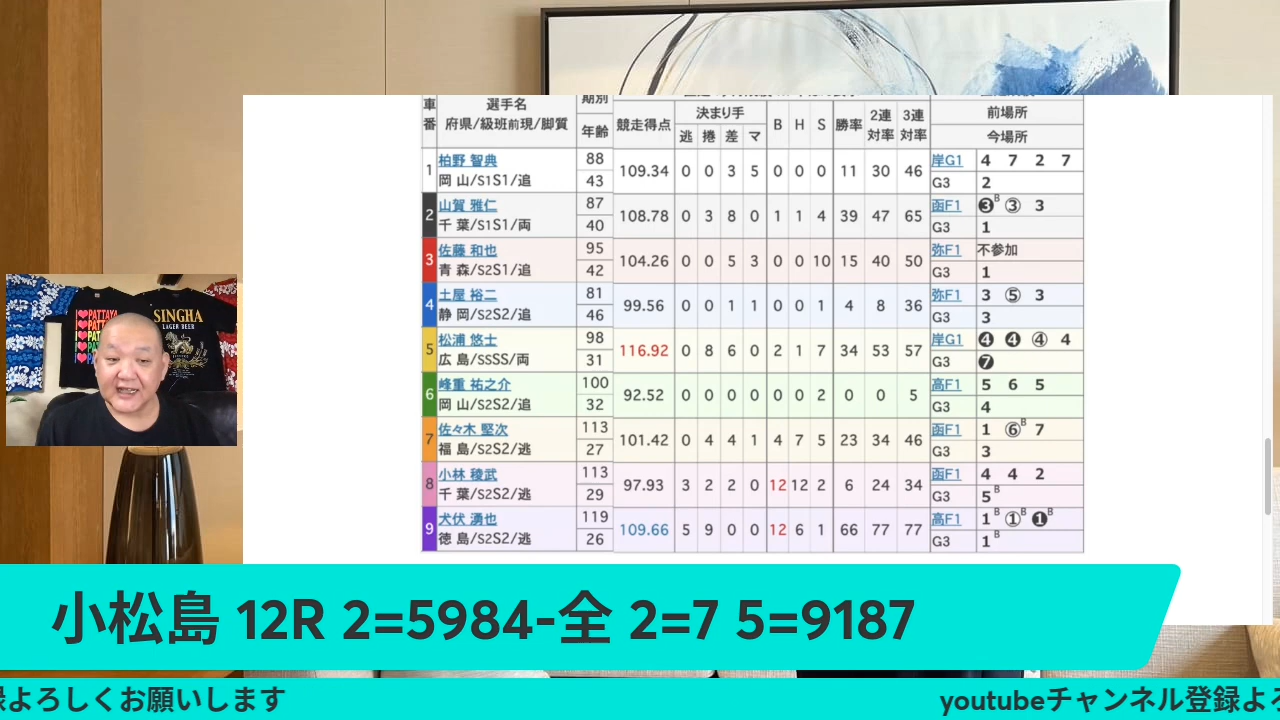 車番 選手名 府県/級班前現/脚質 期別 年齢 競走得点 決まり手 逃 捲 差 マ B H S 勝率 2連対率 3連対率 前場所 今場所
1 柏野 智典 88 109.34 0 0 3 5 0 0 0 11 30 46 岸G1 4 7 2 7
岡 山/S1S1/追 43 G3 2
2 山賀 雅仁 87 108.78 0 3 8 0 1 1 4 39 47 65 函F1 ❸B ③ 3
千 葉/S1S1/両 40 G3 1
3 佐藤 和也 95 104.26 0 0 5 3 0 0 10 15 40 50 弥F1 不参加
青 森/S2S1/追 42 G3 1
4 土屋 裕二 81 99.56 0 0 1 1 0 0 1 4 8 36 弥F1 3 ⑤ 3
静 岡/S2S2/追 46 G3 3
5 松浦 悠士 98 116.92 0 8 6 0 2 1 7 34 53 57 岸G1 ❹ ❹ ④ 4
広 島/SSSS/両 31 G3 ❼
6 峰重 祐之介 100 92.52 0 0 0 0 0 0 2 0 0 5 高F1 5 6 5
岡 山/S2S2/追 32 G3 4
7 佐々木 堅次 113 101.42 0 4 4 1 4 7 5 23 34 46 函F1 1 ⑥B 7
福 島/S2S2/逃 27 G3 3
8 小林 稜武 113 97.93 3 2 2 0 12 12 2 6 24 34 函F1 4 4 2
千 葉/S2S2/逃 29 G3 5B
9 犬伏 湧也 119 109.66 5 9 0 0 12 6 1 66 77 77 高F1 1B ①B ❶B
徳 島/S2S2/逃 26 G3 1B
PATTAYA
SINGHA
LAGER BEER
小松島 12R 2=5984-全 2=7 5=9187
録よろしくお願いします youtubeチャンネル登録よろ